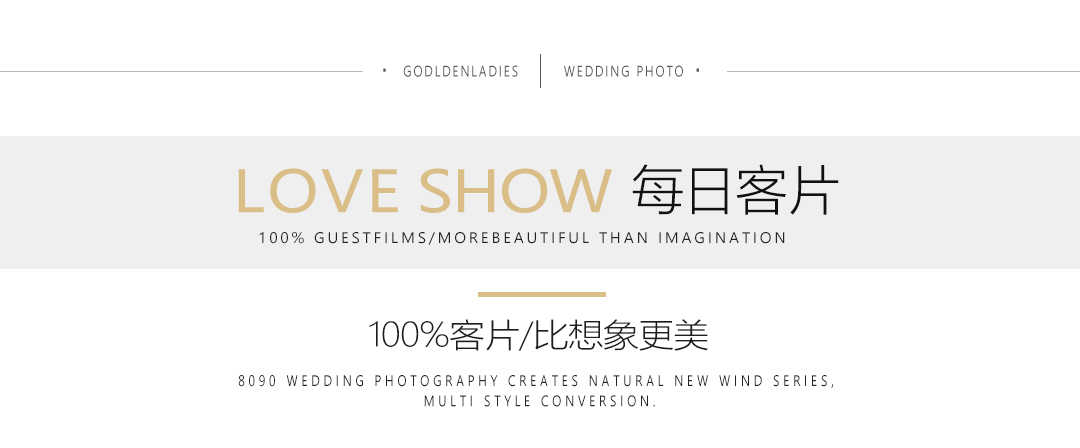 • GODLDENLADIES | WEDDING PHOTO •
LOVE SHOW 每日客片
100% GUESTFILMS/MOREBEAUTIFUL THAN IMAGINATION
100%客片/比想象更美
8090 WEDDING PHOTOGRAPHY CREATES NATURAL NEW WIND SERIES,
MULTI STYLE CONVERSION.